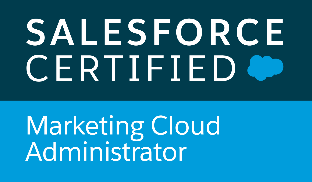 SALESFORCE
CERTIFIED
Marketing Cloud
Administrator